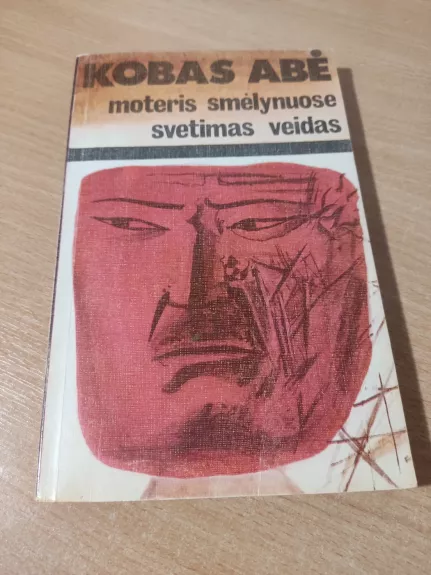 KOBAS ABĖ
moteris smėlynuose
svetimas veidas